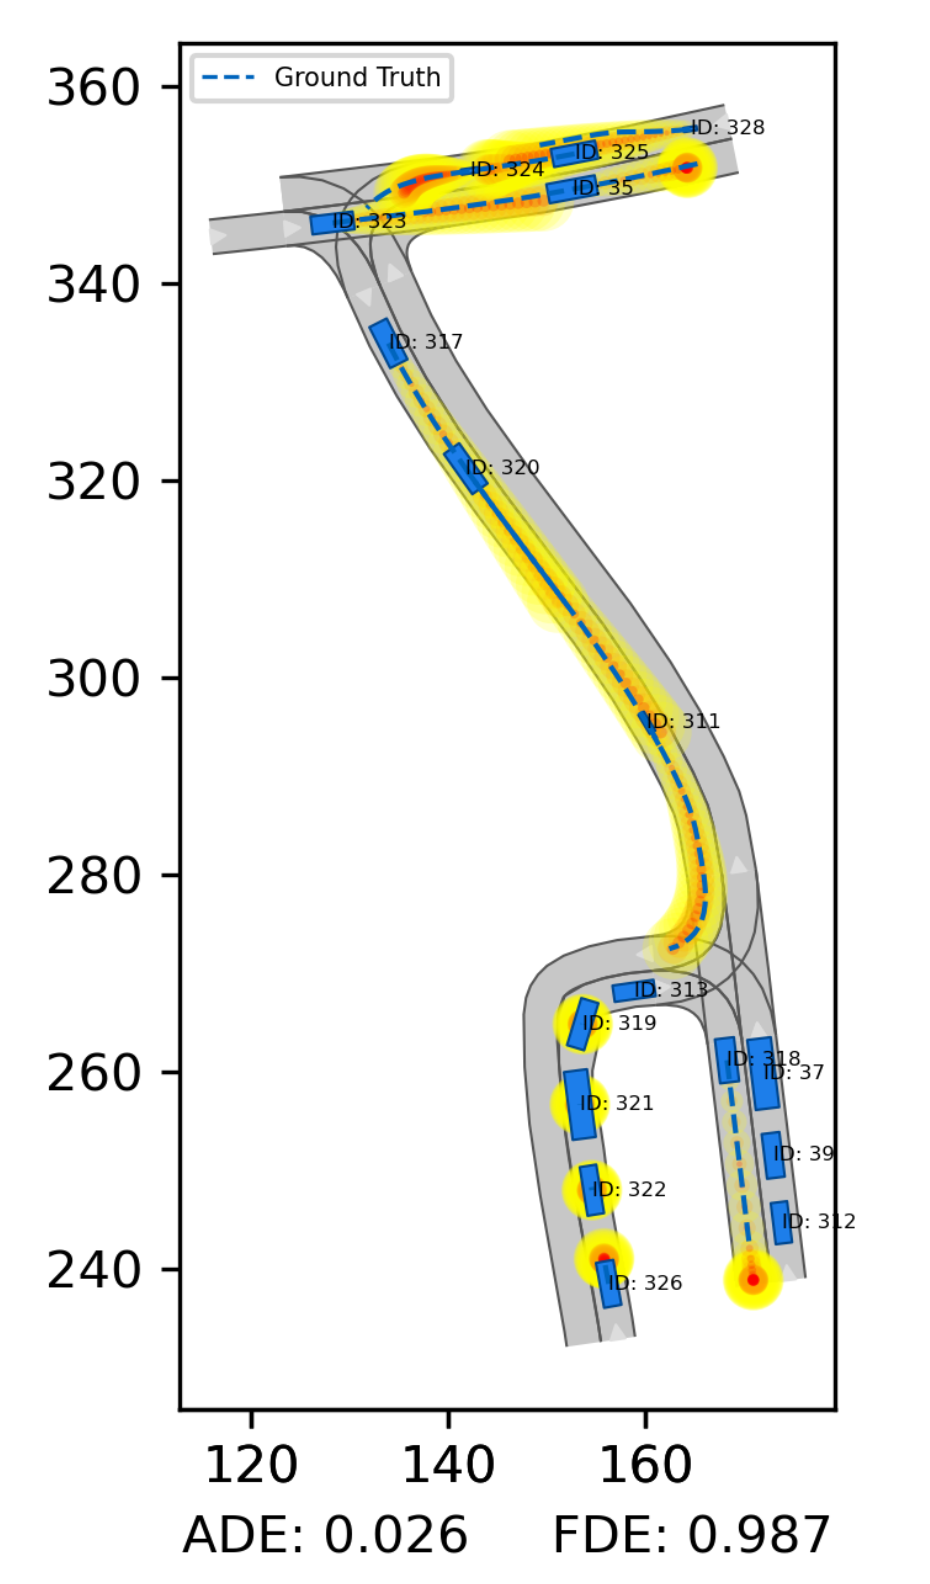 360
Ground Truth
ID: 328
ID: 325
ID: 324
ID: 35
ID: 323
340
ID: 317
320
ID: 320
300
ID: 311
280
ID: 313
ID: 319
260
ID: 318
ID: 37
ID: 321
ID: 39
ID: 322
ID: 312
240
ID: 326
120 140 160
ADE: 0.026 FDE: 0.987